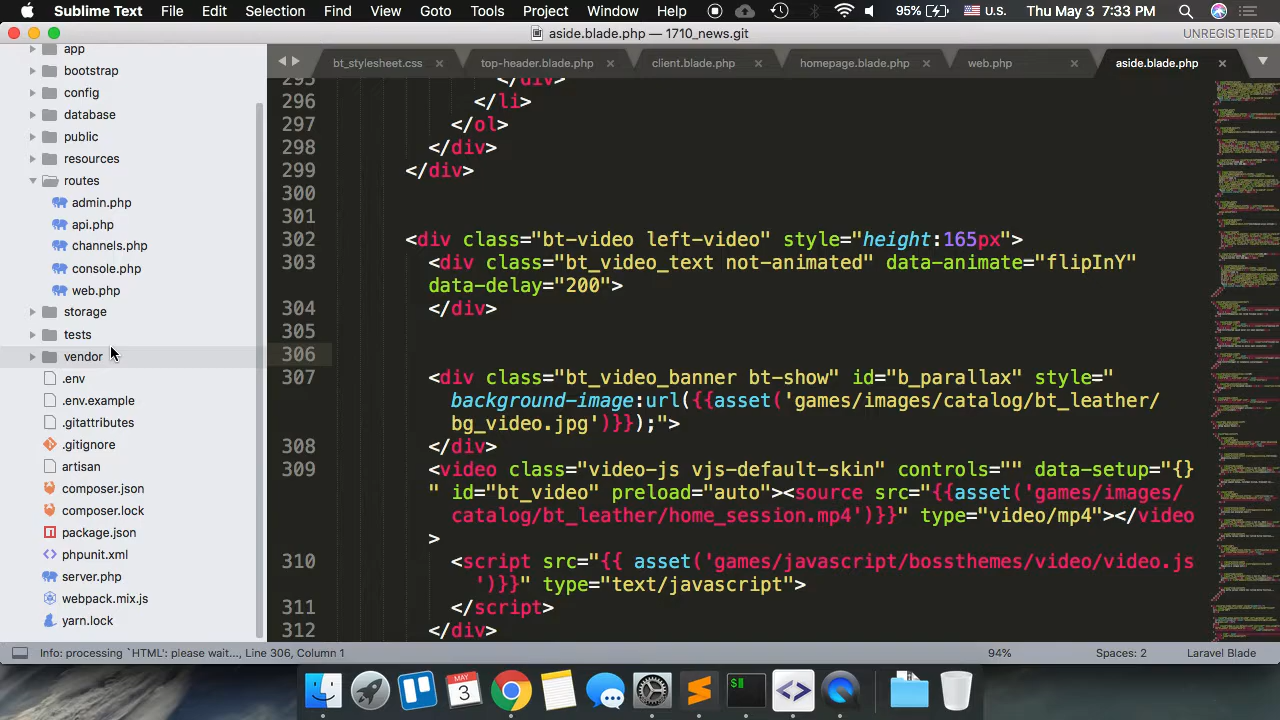 Sublime Text File Edit Selection Find View Goto Tools Project Window Help 95% U.S. Thu May 3 7:33 PM
aside.blade.php — 1710_news.git UNREGISTERED
bt_stylesheet.css top-header.blade.php client.blade.php homepage.blade.php web.php aside.blade.php
app
bootstrap
config
database
public
resources
routes
admin.php
api.php
channels.php
console.php
web.php
storage
tests
vendor
.env
.env.example
.gitattributes
.gitignore
artisan
composer.json
composer.lock
package.json
phpunit.xml
server.php
webpack.mix.js
yarn.lock
295 </div>
296 </li>
297 </ol>
298 </div>
299 </div>
300
301
302 <div class="bt-video left-video" style="height:165px">
303 <div class="bt_video_text not-animated" data-animate="flipInY"
data-delay="200">
304 </div>
305
306
307 <div class="bt_video_banner bt-show" id="b_parallax" style="
background-image:url({{asset('games/images/catalog/bt_leather/
bg_video.jpg')}});">
308 </div>
309 <video class="video-js vjs-default-skin" controls="" data-setup="{}
" id="bt_video" preload="auto"><source src="{{asset('games/images/
catalog/bt_leather/home_session.mp4')}}" type="video/mp4"></video
>
310 <script src="{{ asset('games/javascript/bossthemes/video/video.js
')}}" type="text/javascript">
311 </script>
312 </div>
Info: processing `HTML': please wait..., Line 306, Column 1 94% Spaces: 2 Laravel Blade
MAY
3
$